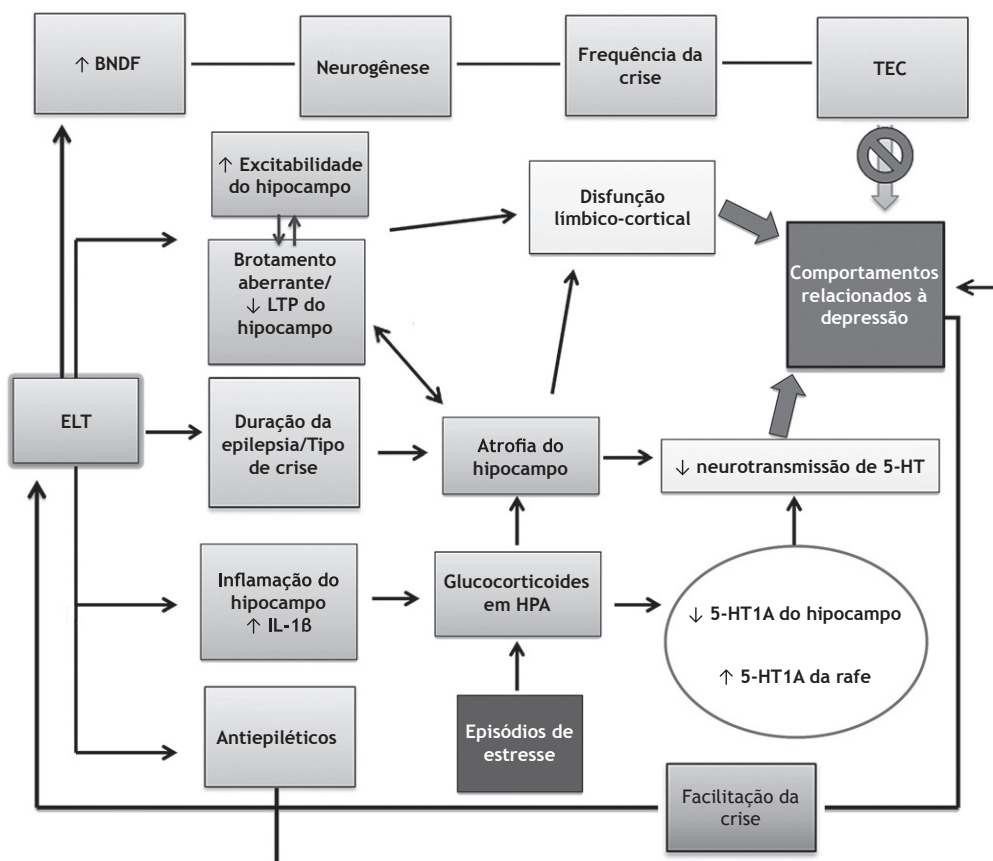 ↑ BNDF
Neurogênese
Frequência da
crise
TEC
↑ Excitabilidade
do hipocampo
Brotamento
aberrante/
↓ LTP do
hipocampo
Disfunção
límbico-cortical
Comportamentos
relacionados à
depressão
ELT
Duração da
epilepsia/Tipo
de crise
Atrofia do
hipocampo
↓ neurotransmissão de 5-HT
Inflamação do
hipocampo
↑ IL-1ß
Glucocorticoides
em HPA
↓ 5-HT1A do hipocampo
↑ 5-HT1A da rafe
Antiepiléticos
Episódios de
estresse
Facilitação da
crise